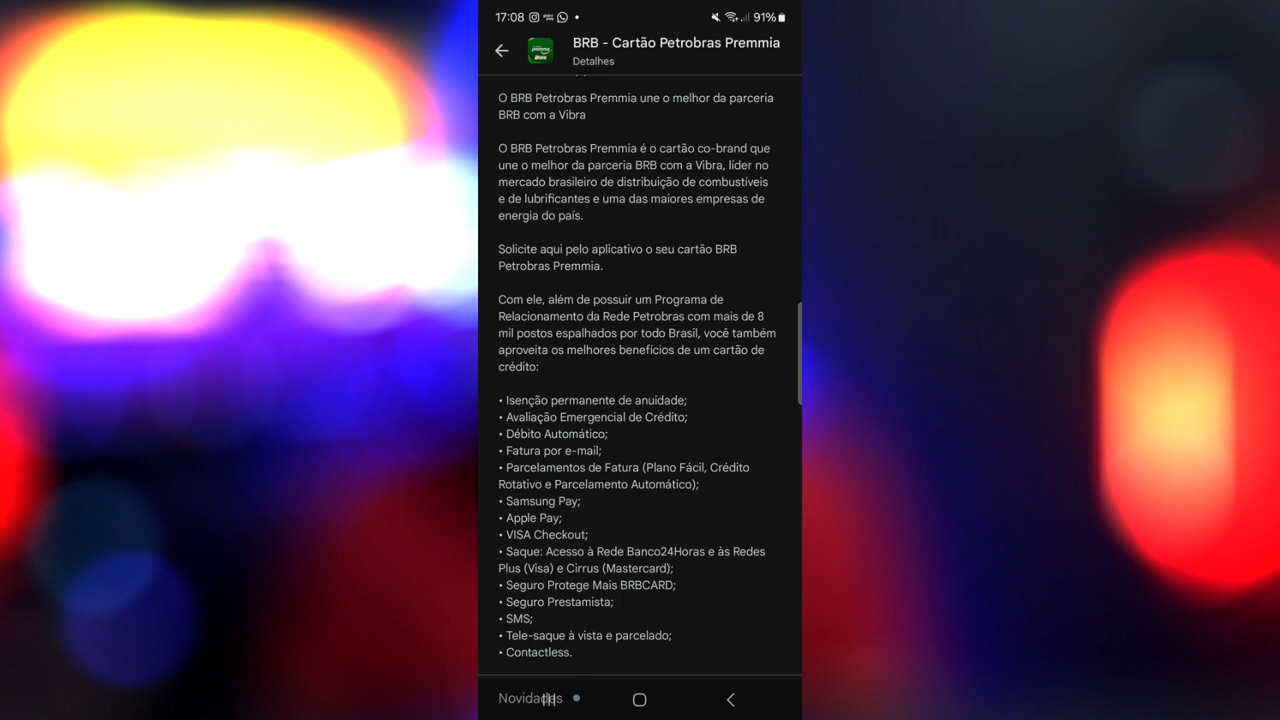 17:08
91%
BRB - Cartão Petrobras Premmia
Detalhes
O BRB Petrobras Premmia une o melhor da parceria
BRB com a Vibra
O BRB Petrobras Premmia é o cartão co-brand que
une o melhor da parceria BRB com a Vibra, líder no
mercado brasileiro de distribuição de combustíveis
e de lubrificantes e uma das maiores empresas de
energia do país.
Solicite aqui pelo aplicativo o seu cartão BRB
Petrobras Premmia.
Com ele, além de possuir um Programa de
Relacionamento da Rede Petrobras com mais de 8
mil postos espalhados por todo Brasil, você também
aproveita os melhores benefícios de um cartão de
crédito:
• Isenção permanente de anuidade;
• Avaliação Emergencial de Crédito;
• Débito Automático;
• Fatura por e-mail;
• Parcelamentos de Fatura (Plano Fácil, Crédito
Rotativo e Parcelamento Automático);
• Samsung Pay;
• Apple Pay;
• VISA Checkout;
• Saque: Acesso à Rede Banco24Horas e às Redes
Plus (Visa) e Cirrus (Mastercard);
• Seguro Protege Mais BRBCARD;
• Seguro Prestamista;
• SMS;
• Tele-saque à vista e parcelado;
• Contactless.
Novidades